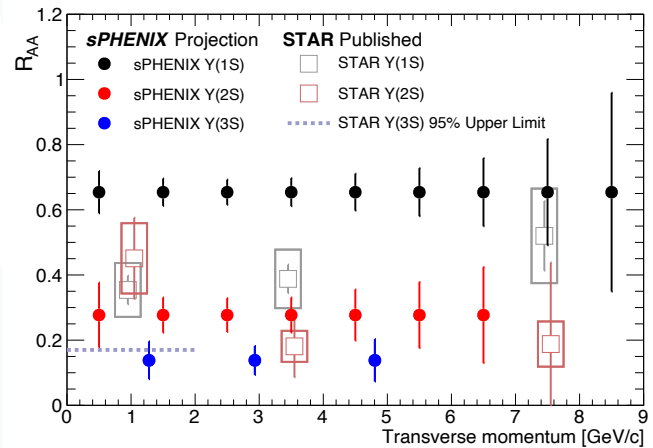 R_AA
1.2
1
0.8
0.6
0.4
0.2
0
sPHENIX Projection
sPHENIX Y(1S)
sPHENIX Y(2S)
sPHENIX Y(3S)
STAR Published
STAR Y(1S)
STAR Y(2S)
STAR Y(3S) 95% Upper Limit
0 1 2 3 4 5 6 7 8 9
Transverse momentum [GeV/c]